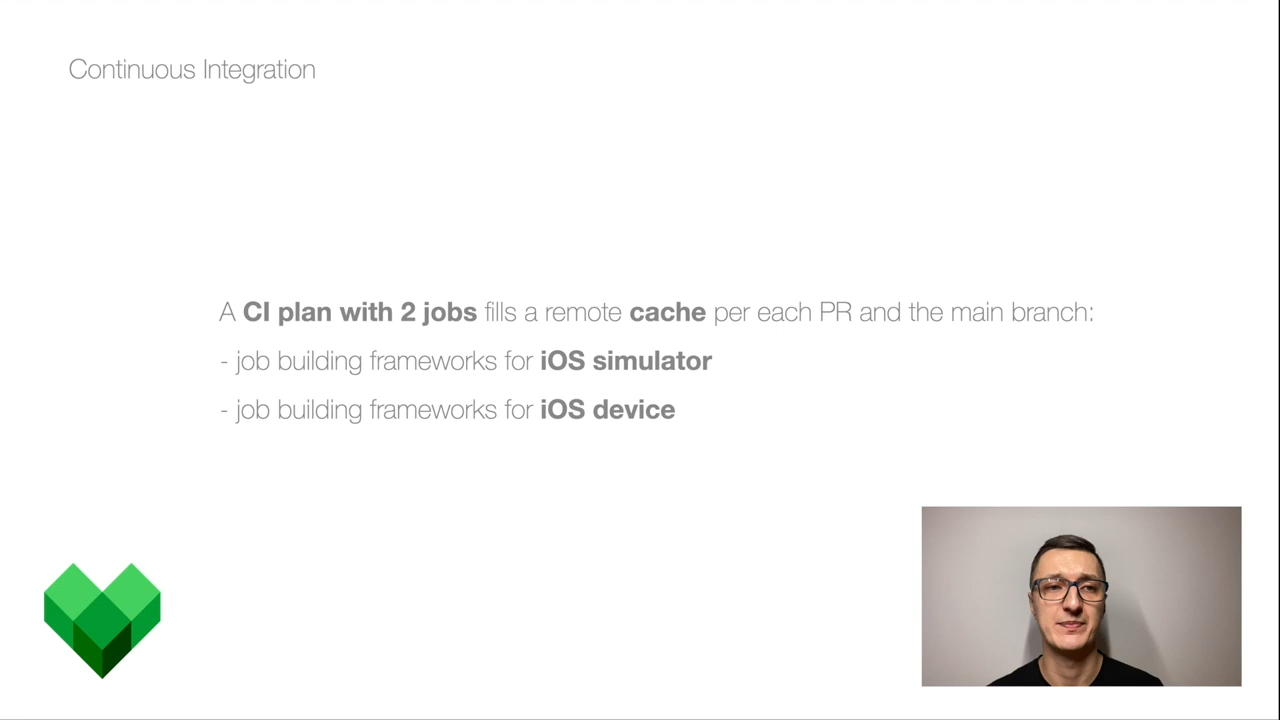 Continuous Integration
A CI plan with 2 jobs fills a remote cache per each PR and the main branch:
- job building frameworks for iOS simulator
- job building frameworks for iOS device